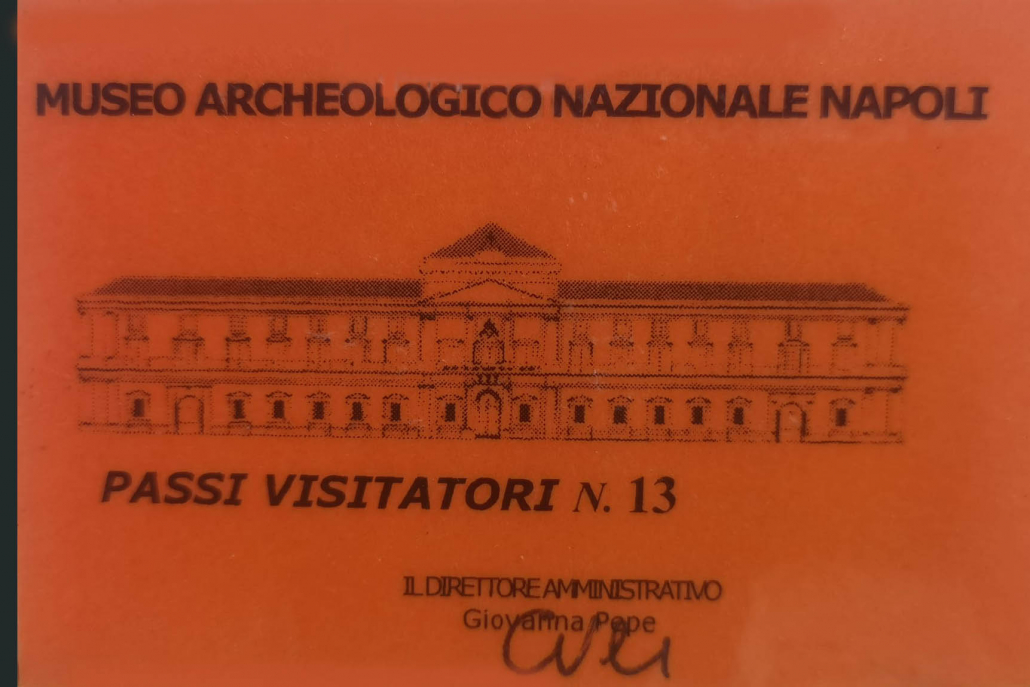 MUSEO ARCHEOLOGICO NAZIONALE NAPOLI
PASSI VISITATORI N. 13
IL DIRETTORE AMMINISTRATIVO
Giovanna Pepe